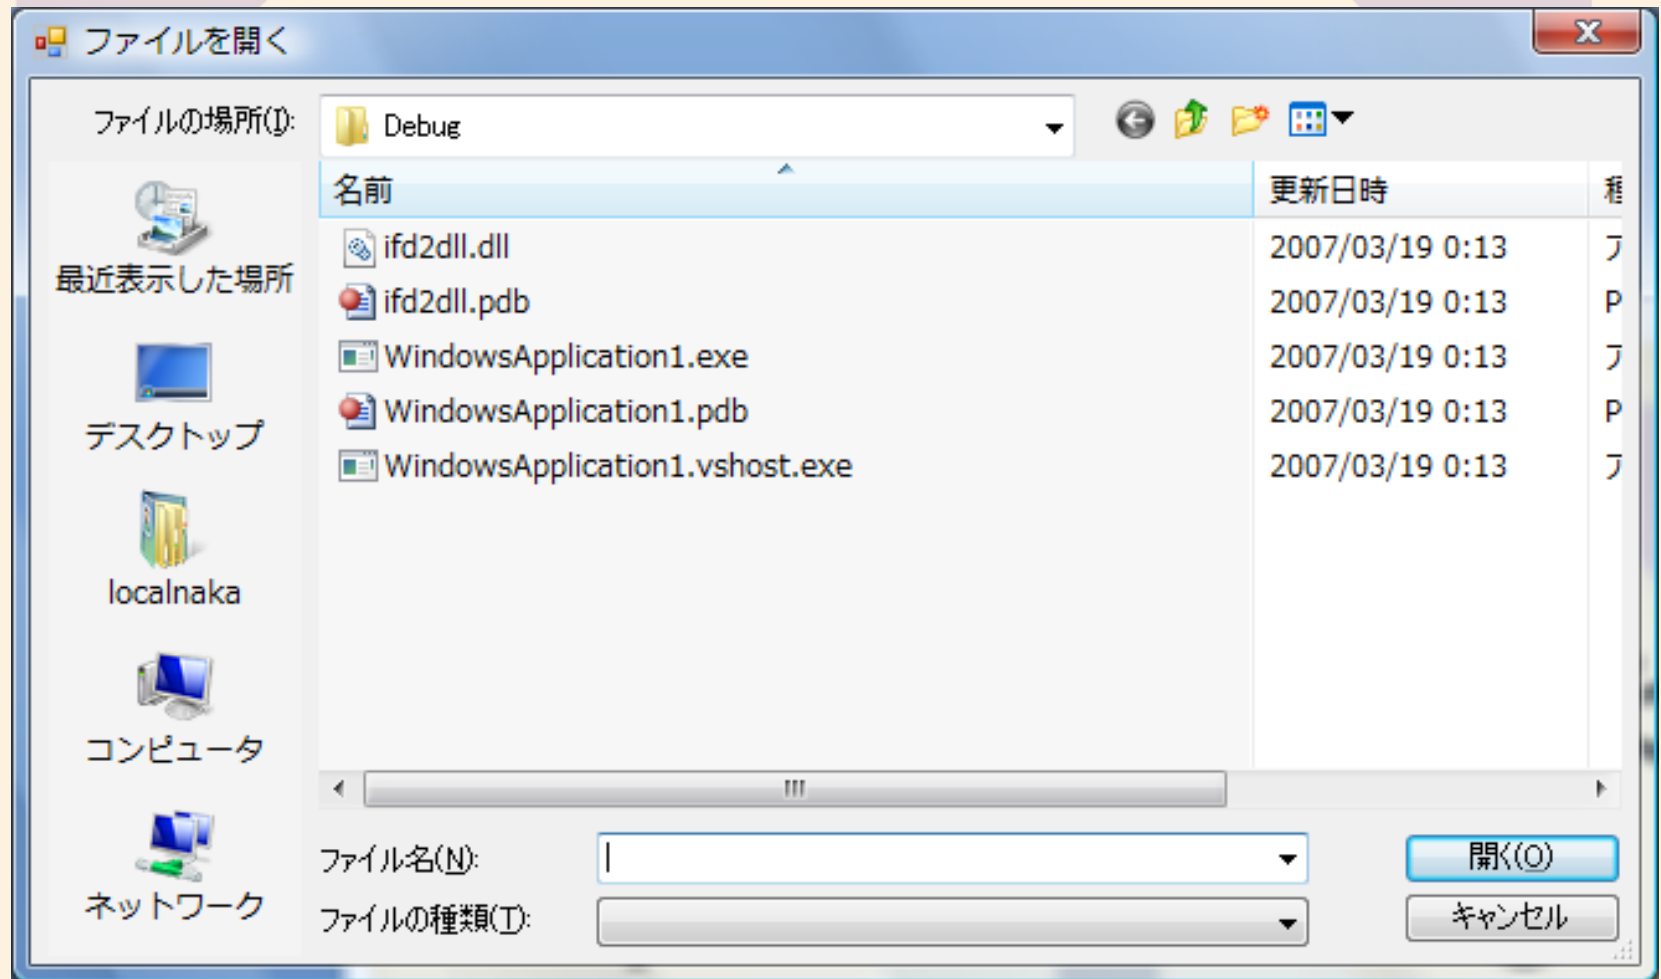 ファイルを開く
ファイルの場所(I):
Debug
名前
更新日時
ifd2dll.dll
2007/03/19 0:13
ifd2dll.pdb
2007/03/19 0:13
WindowsApplication1.exe
2007/03/19 0:13
WindowsApplication1.pdb
2007/03/19 0:13
WindowsApplication1.vshost.exe
2007/03/19 0:13
最近表示した場所
デスクトップ
localnaka
コンピュータ
ネットワーク
ファイル名(N):
開く(O)
ファイルの種類(T):
キャンセル